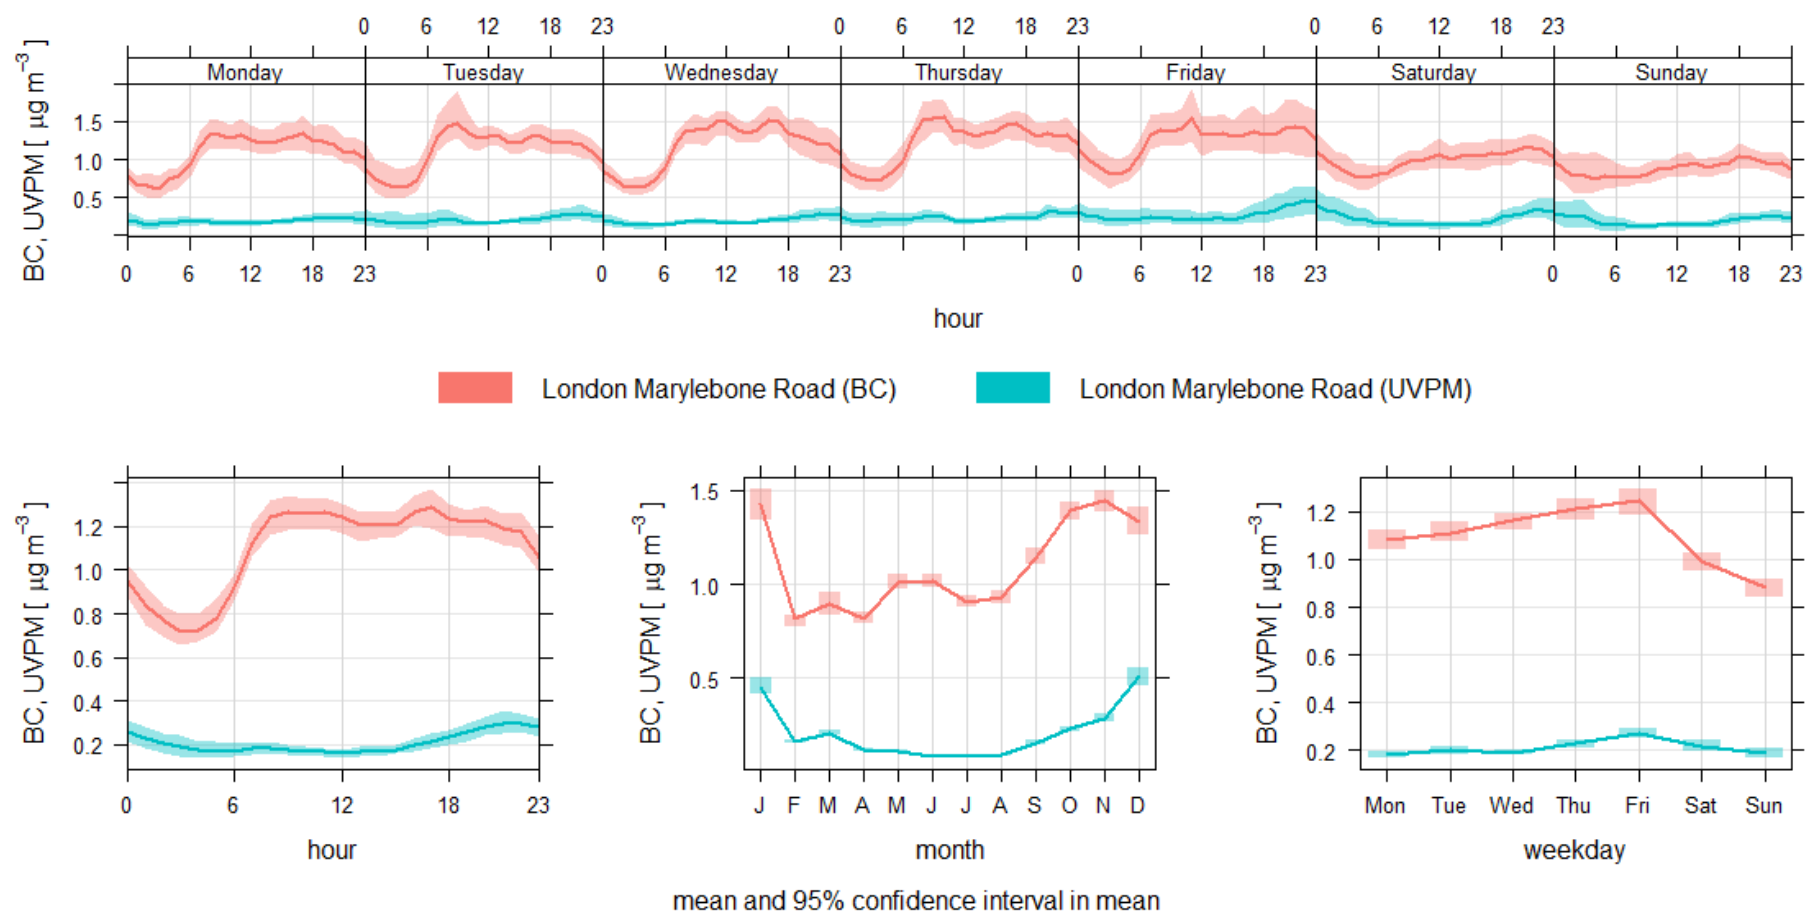 0 6 12 18 23 0 6 12 18 23 0 6 12 18 23
Monday Tuesday Wednesday Thursday Friday Saturday Sunday
BC, UVPM [ µg m⁻³ ]
1.5
1.0
0.5
0 6 12 18 23 0 6 12 18 23 0 6 12 18 23 0 6 12 18 23
hour
London Marylebone Road (BC) London Marylebone Road (UVPM)
BC, UVPM [ µg m⁻³ ]
1.2
1.0
0.8
0.6
0.4
0.2
0 6 12 18 23
hour
BC, UVPM [ µg m⁻³ ]
1.5
1.0
0.5
J F M A M J J A S O N D
month
BC, UVPM [ µg m⁻³ ]
1.2
1.0
0.8
0.6
0.4
0.2
Mon Tue Wed Thu Fri Sat Sun
weekday
mean and 95% confidence interval in mean